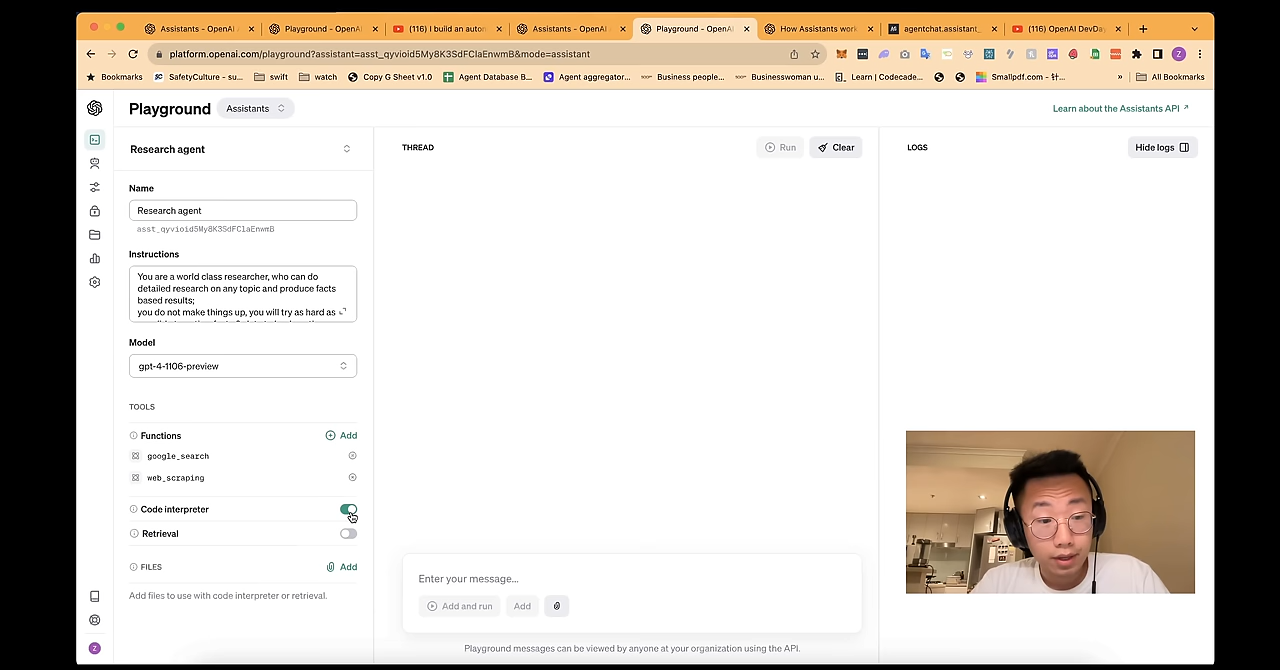 Assistants - OpenAI A
Playground - OpenAI
(116) I build an autom
Assistants - OpenAI A
Playground - OpenAI
How Assistants work
agentchat.assistant_
(116) OpenAI DevDay
platform.openai.com/playground?assistant=asst_qyvioid5My8K3SdFClaEnwmB&mode=assistant
Bookmarks
SafetyCulture - su...
swift
watch
Copy G Sheet v1.0
Agent Database B...
Agent aggregator...
Business people...
Businesswoman u...
Learn | Codecade...
Smallpdf.com - 计...
»
All Bookmarks
Playground
Assistants
Learn about the Assistants API
Research agent
THREAD
Run
Clear
LOGS
Hide logs
Name
Research agent
asst_qyvioid5My8K3SdFClaEnwmB
Instructions
You are a world class researcher, who can do
detailed research on any topic and produce facts
based results;
you do not make things up, you will try as hard as
Model
gpt-4-1106-preview
TOOLS
Functions
Add
google_search
web_scraping
Code interpreter
Retrieval
FILES
Add
Add files to use with code interpreter or retrieval.
Enter your message...
Add and run
Add
Playground messages can be viewed by anyone at your organization using the API.
Z